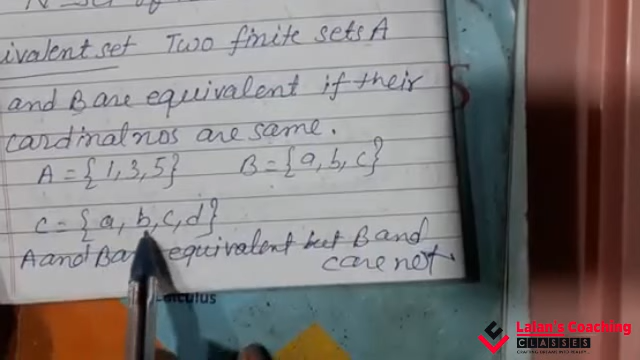 ivalent set Two finite sets A
and B are equivalent if their
cardinal nos are same.
A = {1, 3, 5} B = {a, b, c}
C = {a, b, c, d}
A and B are equivalent but B and
C are not.
Lalan's Coaching
CLASSES